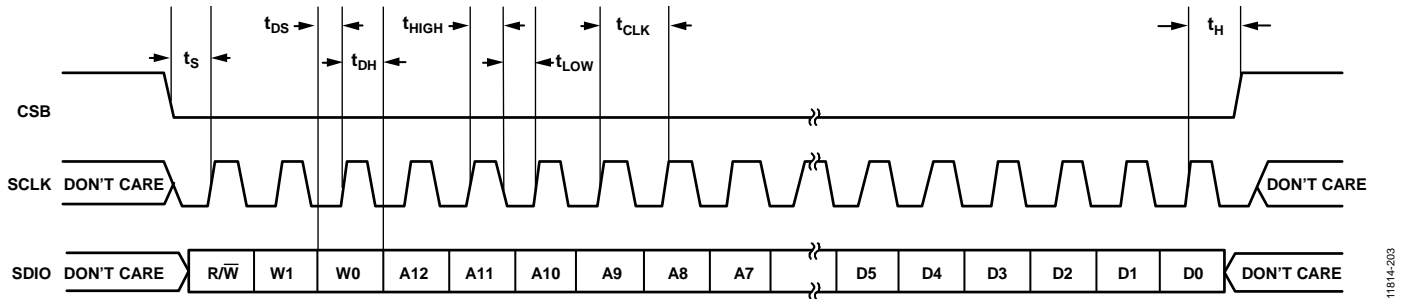 tDS tHIGH tCLK tH
tS tDH tLOW
CSB
SCLK DON'T CARE DON'T CARE
SDIO DON'T CARE R/W̅ W1 W0 A12 A11 A10 A9 A8 A7 D5 D4 D3 D2 D1 D0 DON'T CARE
11814-203